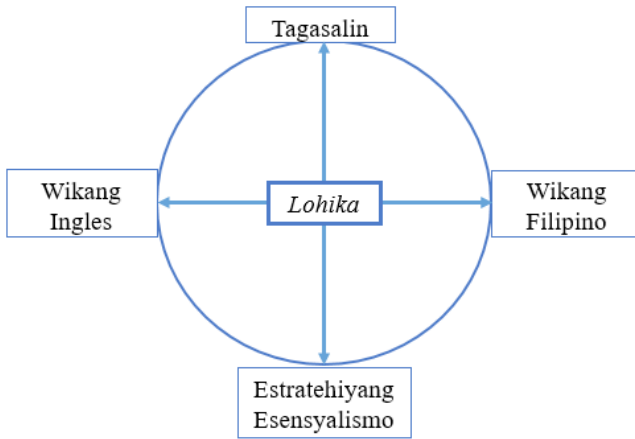 Tagasalin
Wikang
Ingles
Lohika
Wikang
Filipino
Estratehiyang
Esensyalismo